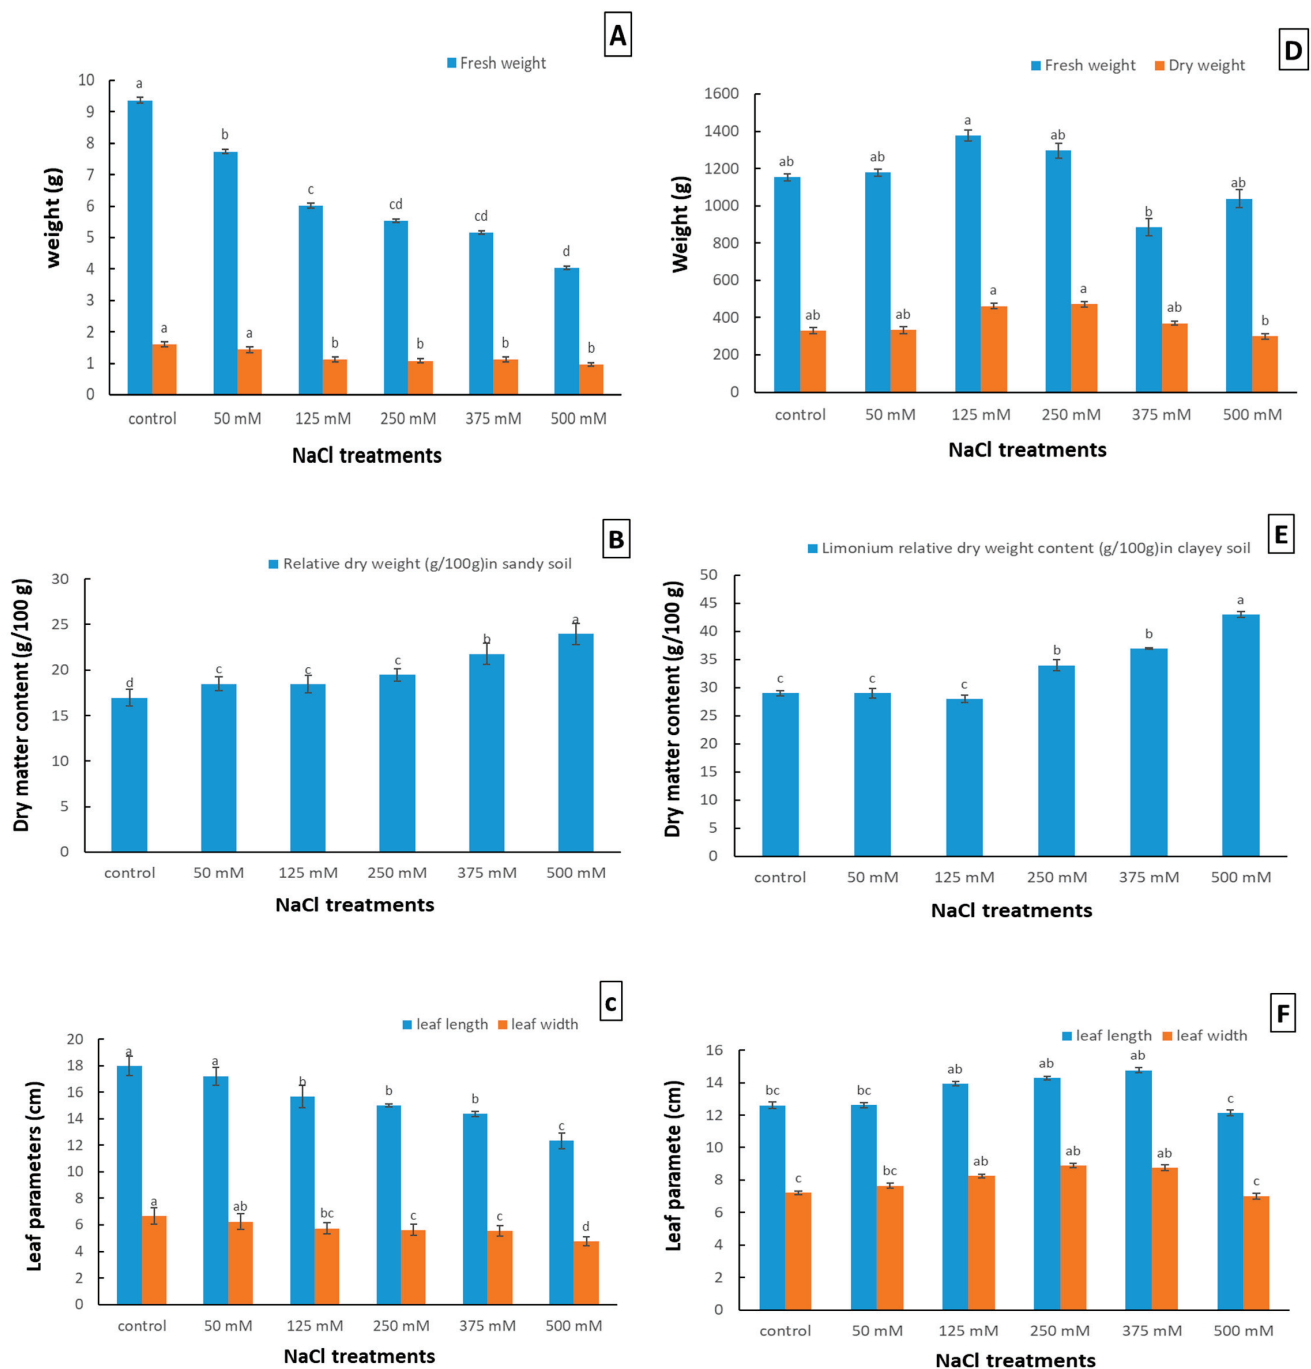 A
Fresh weight
10
9
8
7
6
5
4
3
2
1
0
weight (g)
a
b
c
cd
cd
d
a
a
b
b
b
b
control
50 mM
125 mM
250 mM
375 mM
500 mM
NaCl treatments
D
Fresh weight
Dry weight
1600
1400
1200
1000
800
600
400
200
0
Weight (g)
ab
ab
a
ab
b
ab
ab
ab
a
a
ab
b
control
50 mM
125 mM
250 mM
375 mM
500 mM
NaCl treatments
B
Relative dry weight (g/100g)in sandy soil
30
25
20
15
10
5
0
Dry matter content (g/100 g)
d
c
c
c
b
a
control
50 mM
125 mM
250 mM
375 mM
500 mM
NaCl treatments
E
Limonium relative dry weight content (g/100g)in clayey soil
50
45
40
35
30
25
20
15
10
5
0
Dry matter content (g/100 g)
c
c
c
b
b
a
control
50 mM
125 mM
250 mM
375 mM
500 mM
NaCl treatments
c
leaf length
leaf width
20
18
16
14
12
10
8
6
4
2
0
Leaf parameters (cm)
a
a
b
b
b
c
a
ab
bc
c
c
d
control
50 mM
125 mM
250 mM
375 mM
500 mM
NaCl treatments
F
leaf length
leaf width
16
14
12
10
8
6
4
2
0
Leaf paramete (cm)
bc
bc
ab
ab
ab
c
c
bc
ab
ab
ab
c
control
50 mM
125 mM
250 mM
375 mM
500 mM
NaCl treatments